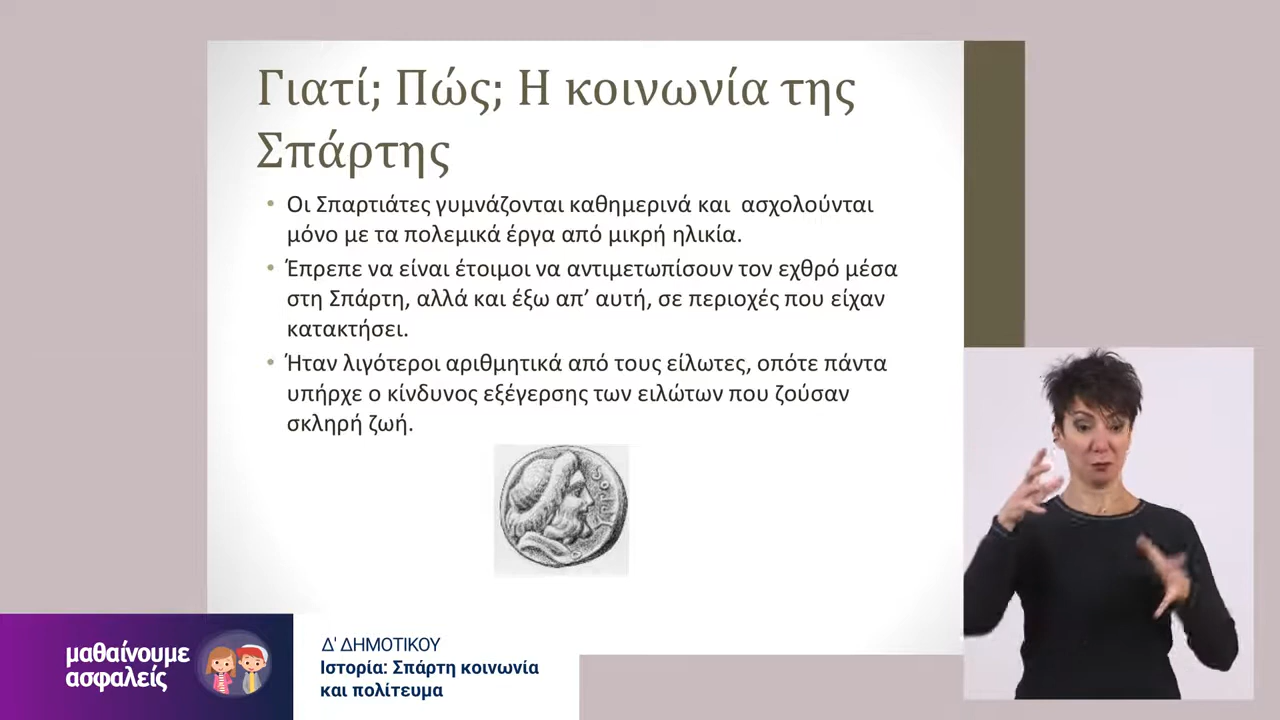 Γιατί; Πώς; Η κοινωνία της
Σπάρτης
• Οι Σπαρτιάτες γυμνάζονται καθημερινά και ασχολούνται
μόνο με τα πολεμικά έργα από μικρή ηλικία.
• Έπρεπε να είναι έτοιμοι να αντιμετωπίσουν τον εχθρό μέσα
στη Σπάρτη, αλλά και έξω απ’ αυτή, σε περιοχές που είχαν
κατακτήσει.
• Ήταν λιγότεροι αριθμητικά από τους είλωτες, οπότε πάντα
υπήρχε ο κίνδυνος εξέγερσης των ειλώτων που ζούσαν
σκληρή ζωή.
μαθαίνουμε
ασφαλείς
Δ' ΔΗΜΟΤΙΚΟΥ
Ιστορία: Σπάρτη κοινωνία
και πολίτευμα